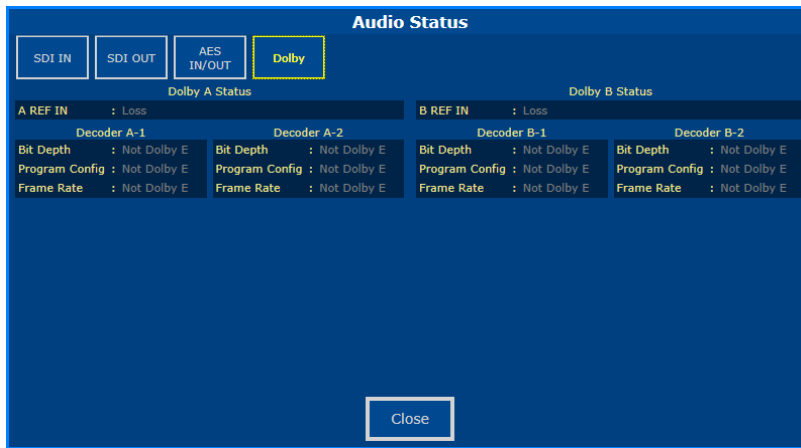 Audio Status
SDI IN
SDI OUT
AES
IN/OUT
Dolby
Dolby A Status
A REF IN : Loss
Decoder A-1
Bit Depth : Not Dolby E
Program Config : Not Dolby E
Frame Rate : Not Dolby E
Decoder A-2
Bit Depth : Not Dolby E
Program Config : Not Dolby E
Frame Rate : Not Dolby E
Dolby B Status
B REF IN : Loss
Decoder B-1
Bit Depth : Not Dolby E
Program Config : Not Dolby E
Frame Rate : Not Dolby E
Decoder B-2
Bit Depth : Not Dolby E
Program Config : Not Dolby E
Frame Rate : Not Dolby E
Close